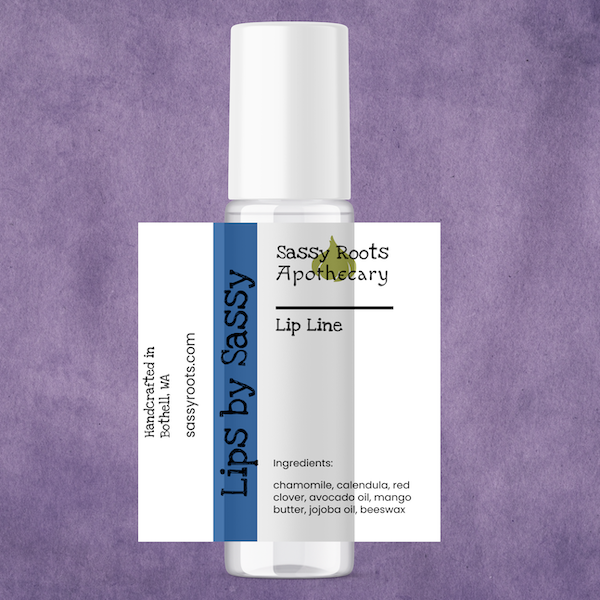 Handcrafted in
Bothell, WA
sassyroots.com
Lips by Sassy
Sassy Roots
Apothecary
Lip Line
Ingredients:
chamomile, calendula, red
clover, avocado oil, mango
butter, jojoba oil, beeswax